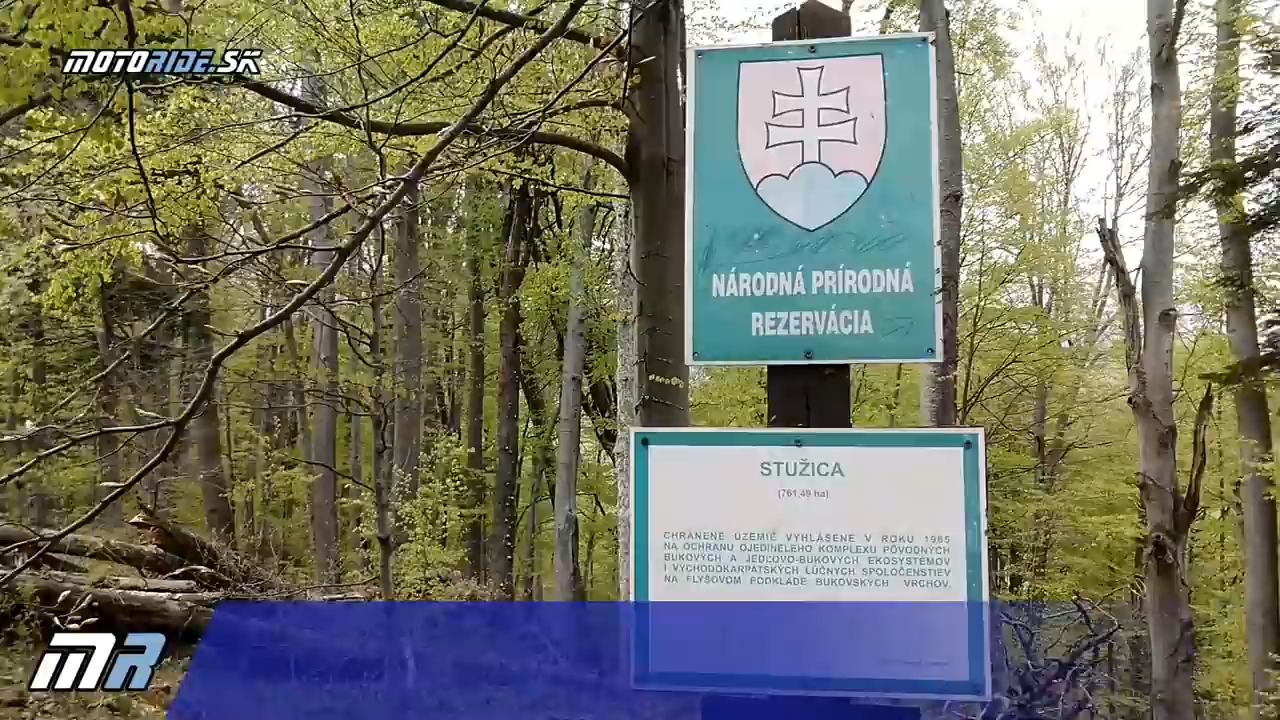 MOTORIDE.SK
NÁRODNÁ PRÍRODNÁ
REZERVÁCIA
STUŽICA
(761,49 ha)
CHRÁNENÉ ÚZEMIE VYHLÁSENÉ V ROKU 1965
NA OCHRANU OJEDINELÉHO KOMPLEXU PÔVODNÝCH
BUKOVÝCH A JEDĽOVO-BUKOVÝCH EKOSYSTÉMOV
I VÝCHODOKARPATSKÝCH LÚČNYCH SPOLOČENSTIEV
NA FLYŠOVOM PODKLADE BUKOVSKÝCH VRCHOV.
MR